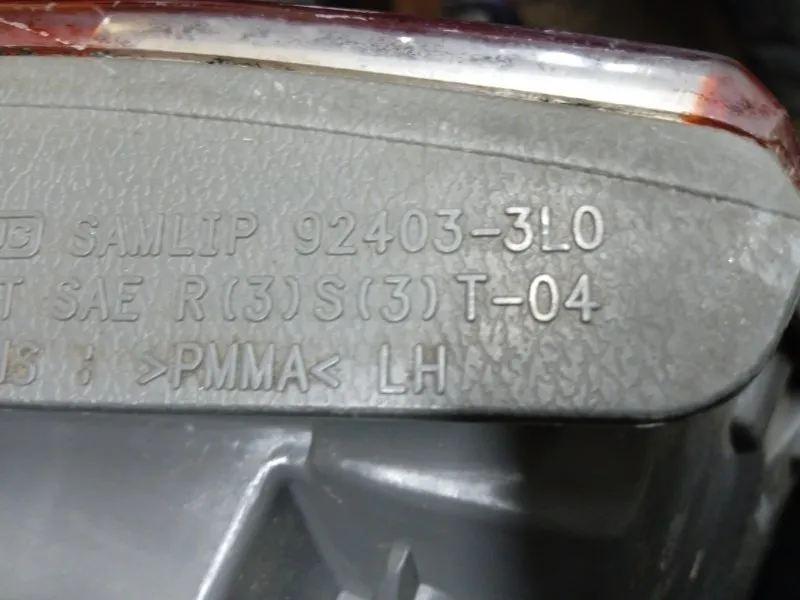 SAMLIP 92403-3L0
T SAE R(3)S(3)T-04
: >PMMA< LH